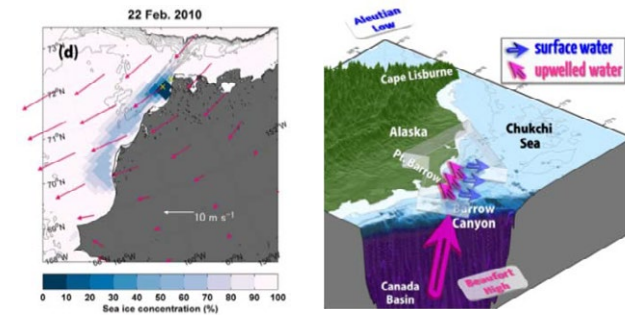 22 Feb. 2010
(d)
73
72°N
71°N
70°N
10 m s⁻¹
0 10 20 30 40 50 60 70 80 90 100
Sea ice concentration (%)
Aleutian
Low
surface water
upwelled water
Cape Lisburne
Alaska
Chukchi
Sea
Pt. Barrow
Barrow
Canyon
Canada
Basin
Beaufort
High